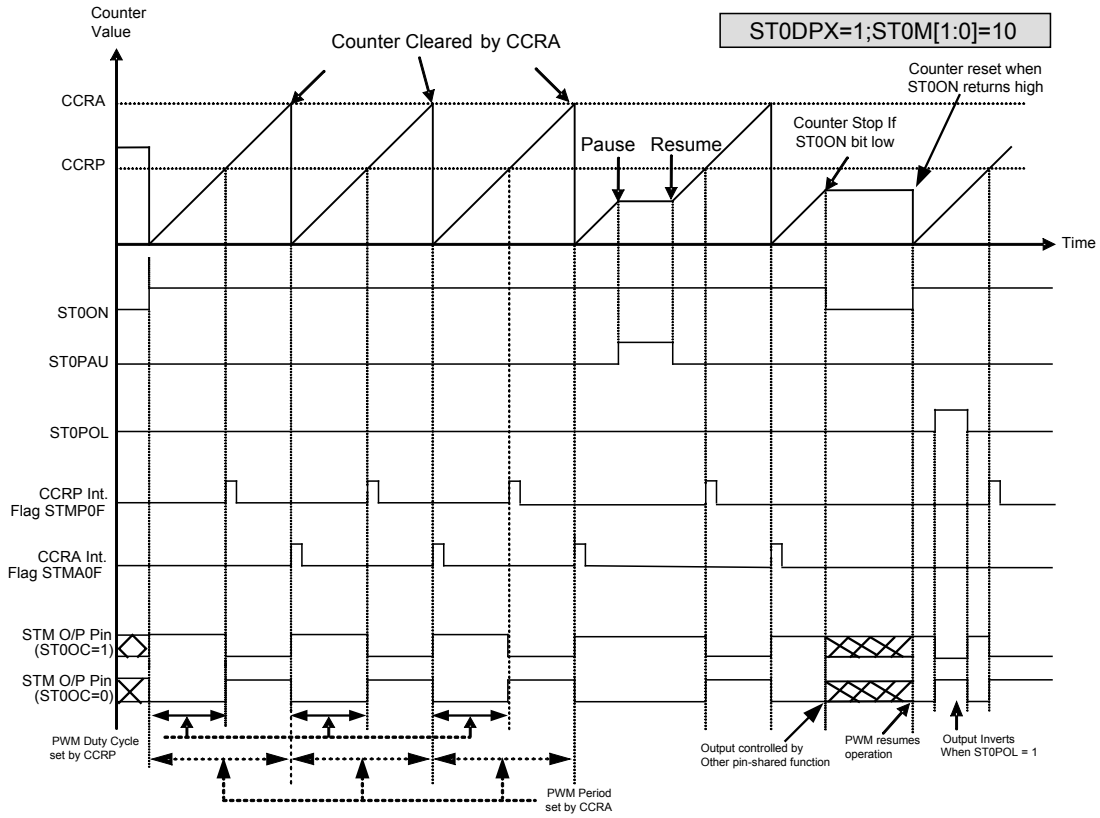 Counter
Value
ST0DPX=1;ST0M[1:0]=10
Counter Cleared by CCRA
Counter reset when
ST0ON returns high
CCRA
Counter Stop If
ST0ON bit low
Pause
Resume
CCRP
Time
ST0ON
ST0PAU
ST0POL
CCRP Int.
Flag STMP0F
CCRA Int.
Flag STMA0F
STM O/P Pin
(ST0OC=1)
STM O/P Pin
(ST0OC=0)
PWM Duty Cycle
set by CCRP
Output controlled by
Other pin-shared function
PWM resumes
operation
Output Inverts
When ST0POL = 1
PWM Period
set by CCRA